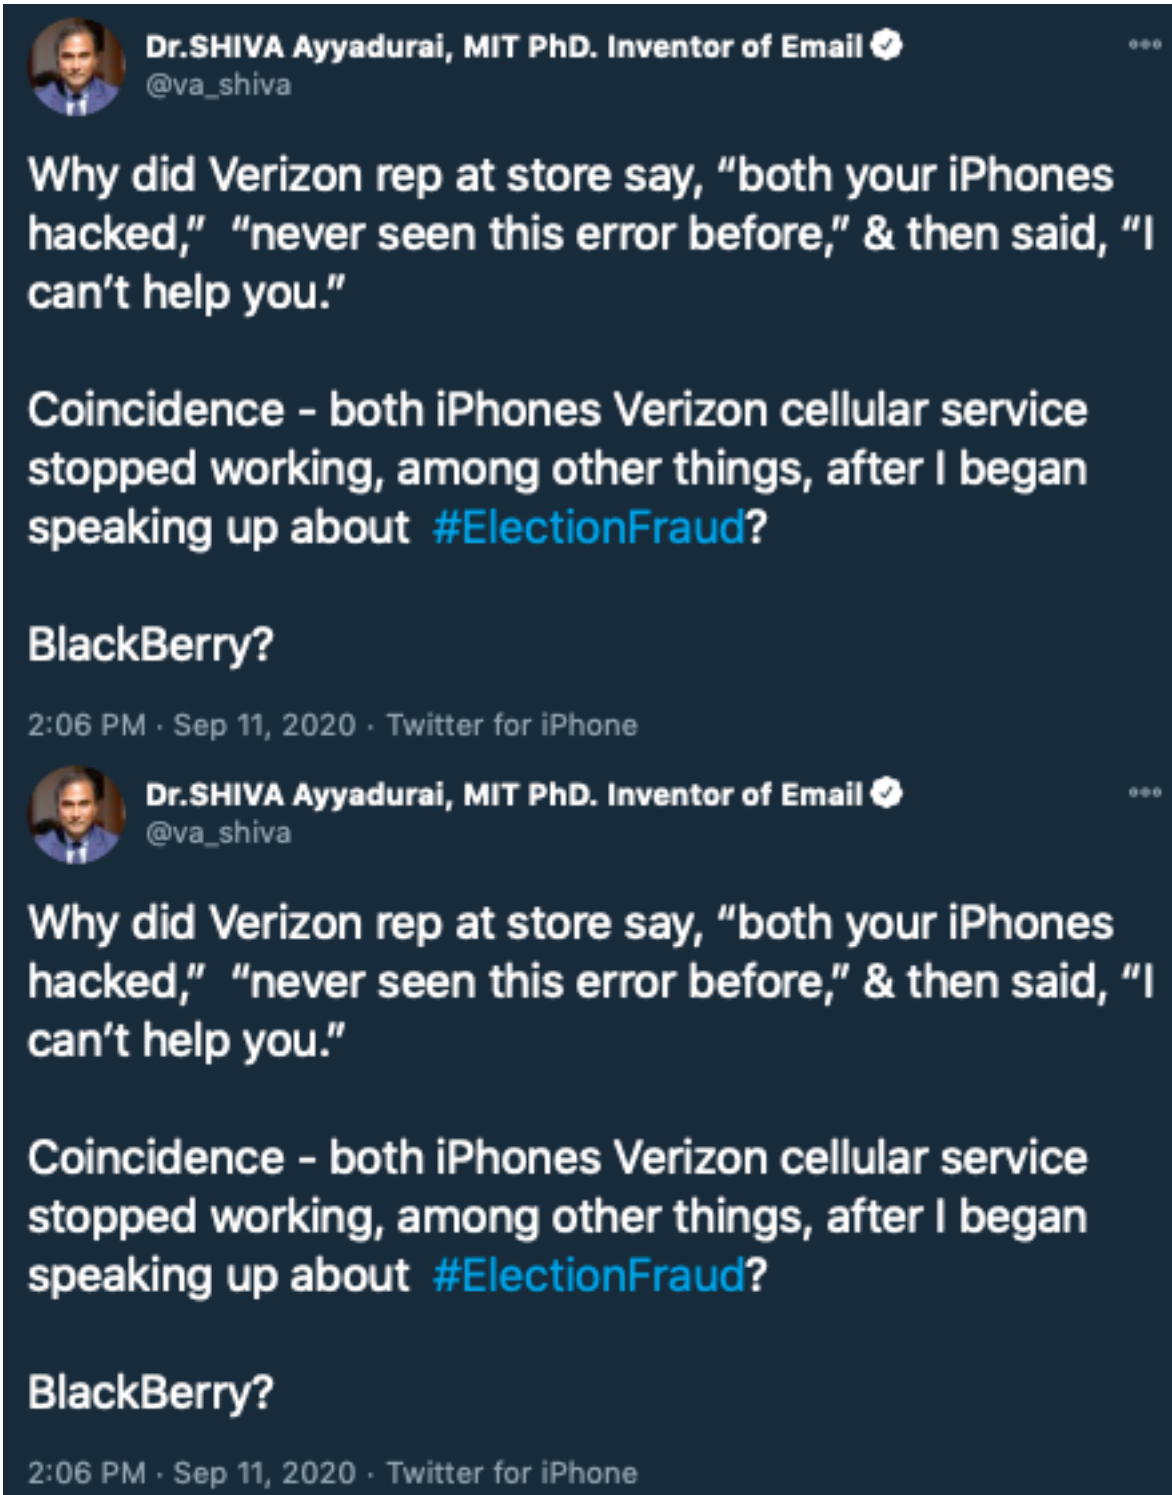 Dr.SHIVA Ayyadurai, MIT PhD. Inventor of Email
@va_shiva
Why did Verizon rep at store say, “both your iPhones
hacked,”  “never seen this error before,” & then said, “I
can’t help you.”
Coincidence - both iPhones Verizon cellular service
stopped working, among other things, after I began
speaking up about  #ElectionFraud?
BlackBerry?
2:06 PM · Sep 11, 2020 · Twitter for iPhone
Dr.SHIVA Ayyadurai, MIT PhD. Inventor of Email
@va_shiva
Why did Verizon rep at store say, “both your iPhones
hacked,”  “never seen this error before,” & then said, “I
can’t help you.”
Coincidence - both iPhones Verizon cellular service
stopped working, among other things, after I began
speaking up about  #ElectionFraud?
BlackBerry?
2:06 PM · Sep 11, 2020 · Twitter for iPhone